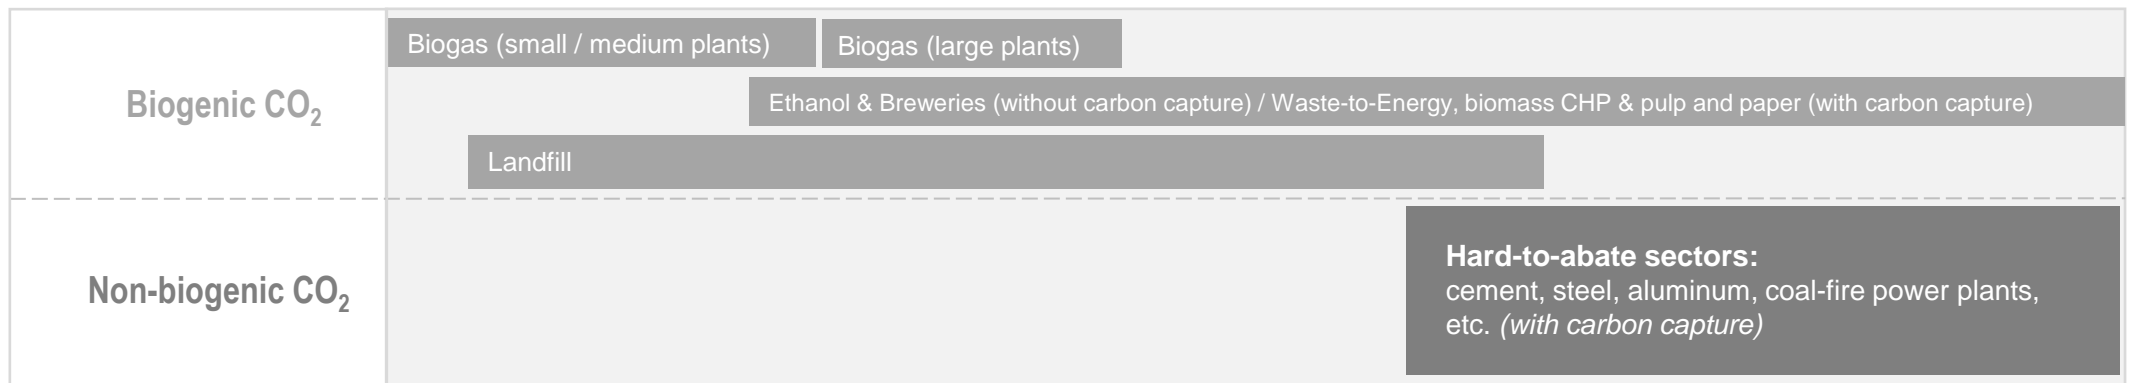 Biogenic CO₂
Biogas (small / medium plants)
Biogas (large plants)
Ethanol & Breweries (without carbon capture) / Waste-to-Energy, biomass CHP & pulp and paper (with carbon capture)
Landfill
Non-biogenic CO₂
Hard-to-abate sectors:
cement, steel, aluminum, coal-fire power plants,
etc. (with carbon capture)